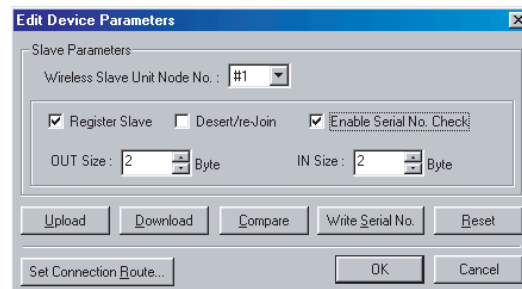 Edit Device Parameters
Slave Parameters
Wireless Slave Unit Node No. : #1
Register Slave Desert/re-Join Enable Serial No. Check
OUT Size : 2 Byte IN Size : 2 Byte
Upload Download Compare Write Serial No. Reset
Set Connection Route... OK Cancel